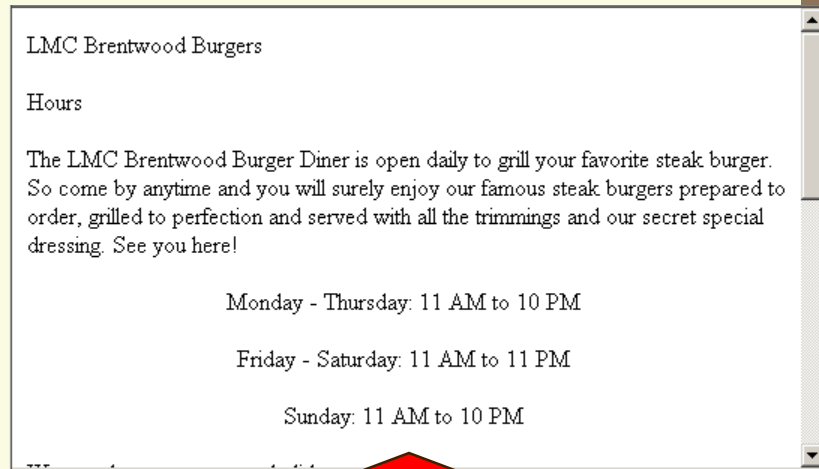 LMC Brentwood Burgers
Hours
The LMC Brentwood Burger Diner is open daily to grill your favorite steak burger.
So come by anytime and you will surely enjoy our famous steak burgers prepared to
order, grilled to perfection and served with all the trimmings and our secret special
dressing. See you here!
Monday - Thursday: 11 AM to 10 PM
Friday - Saturday: 11 AM to 11 PM
Sunday: 11 AM to 10 PM